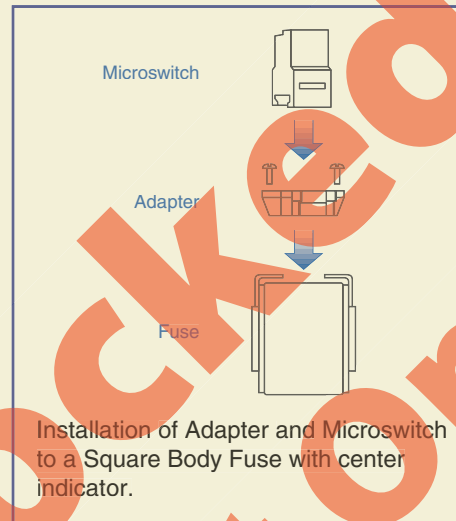 Microswitch
Adapter
Fuse
Installation of Adapter and Microswitch
to a Square Body Fuse with center
indicator.